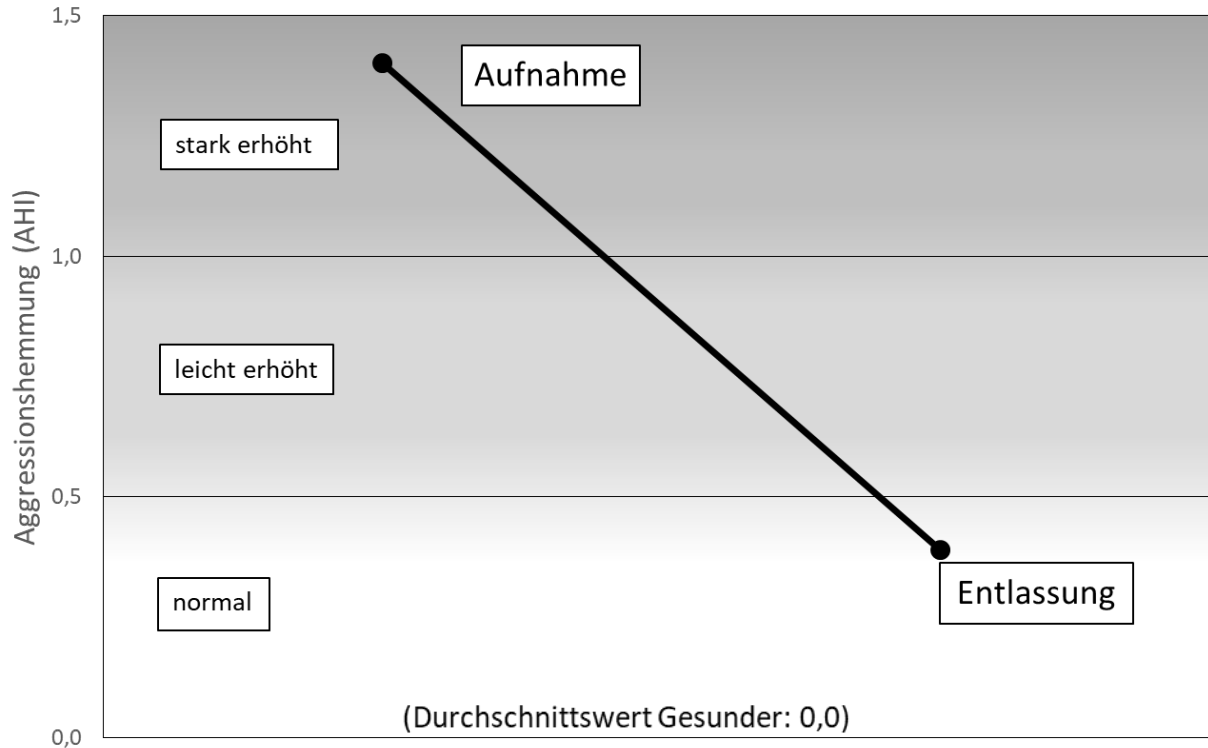 1,5
Aufnahme
stark erhöht
1,0
Aggressionshemmung (AHI)
leicht erhöht
0,5
normal
Entlassung
(Durchschnittswert Gesunder: 0,0)
0,0